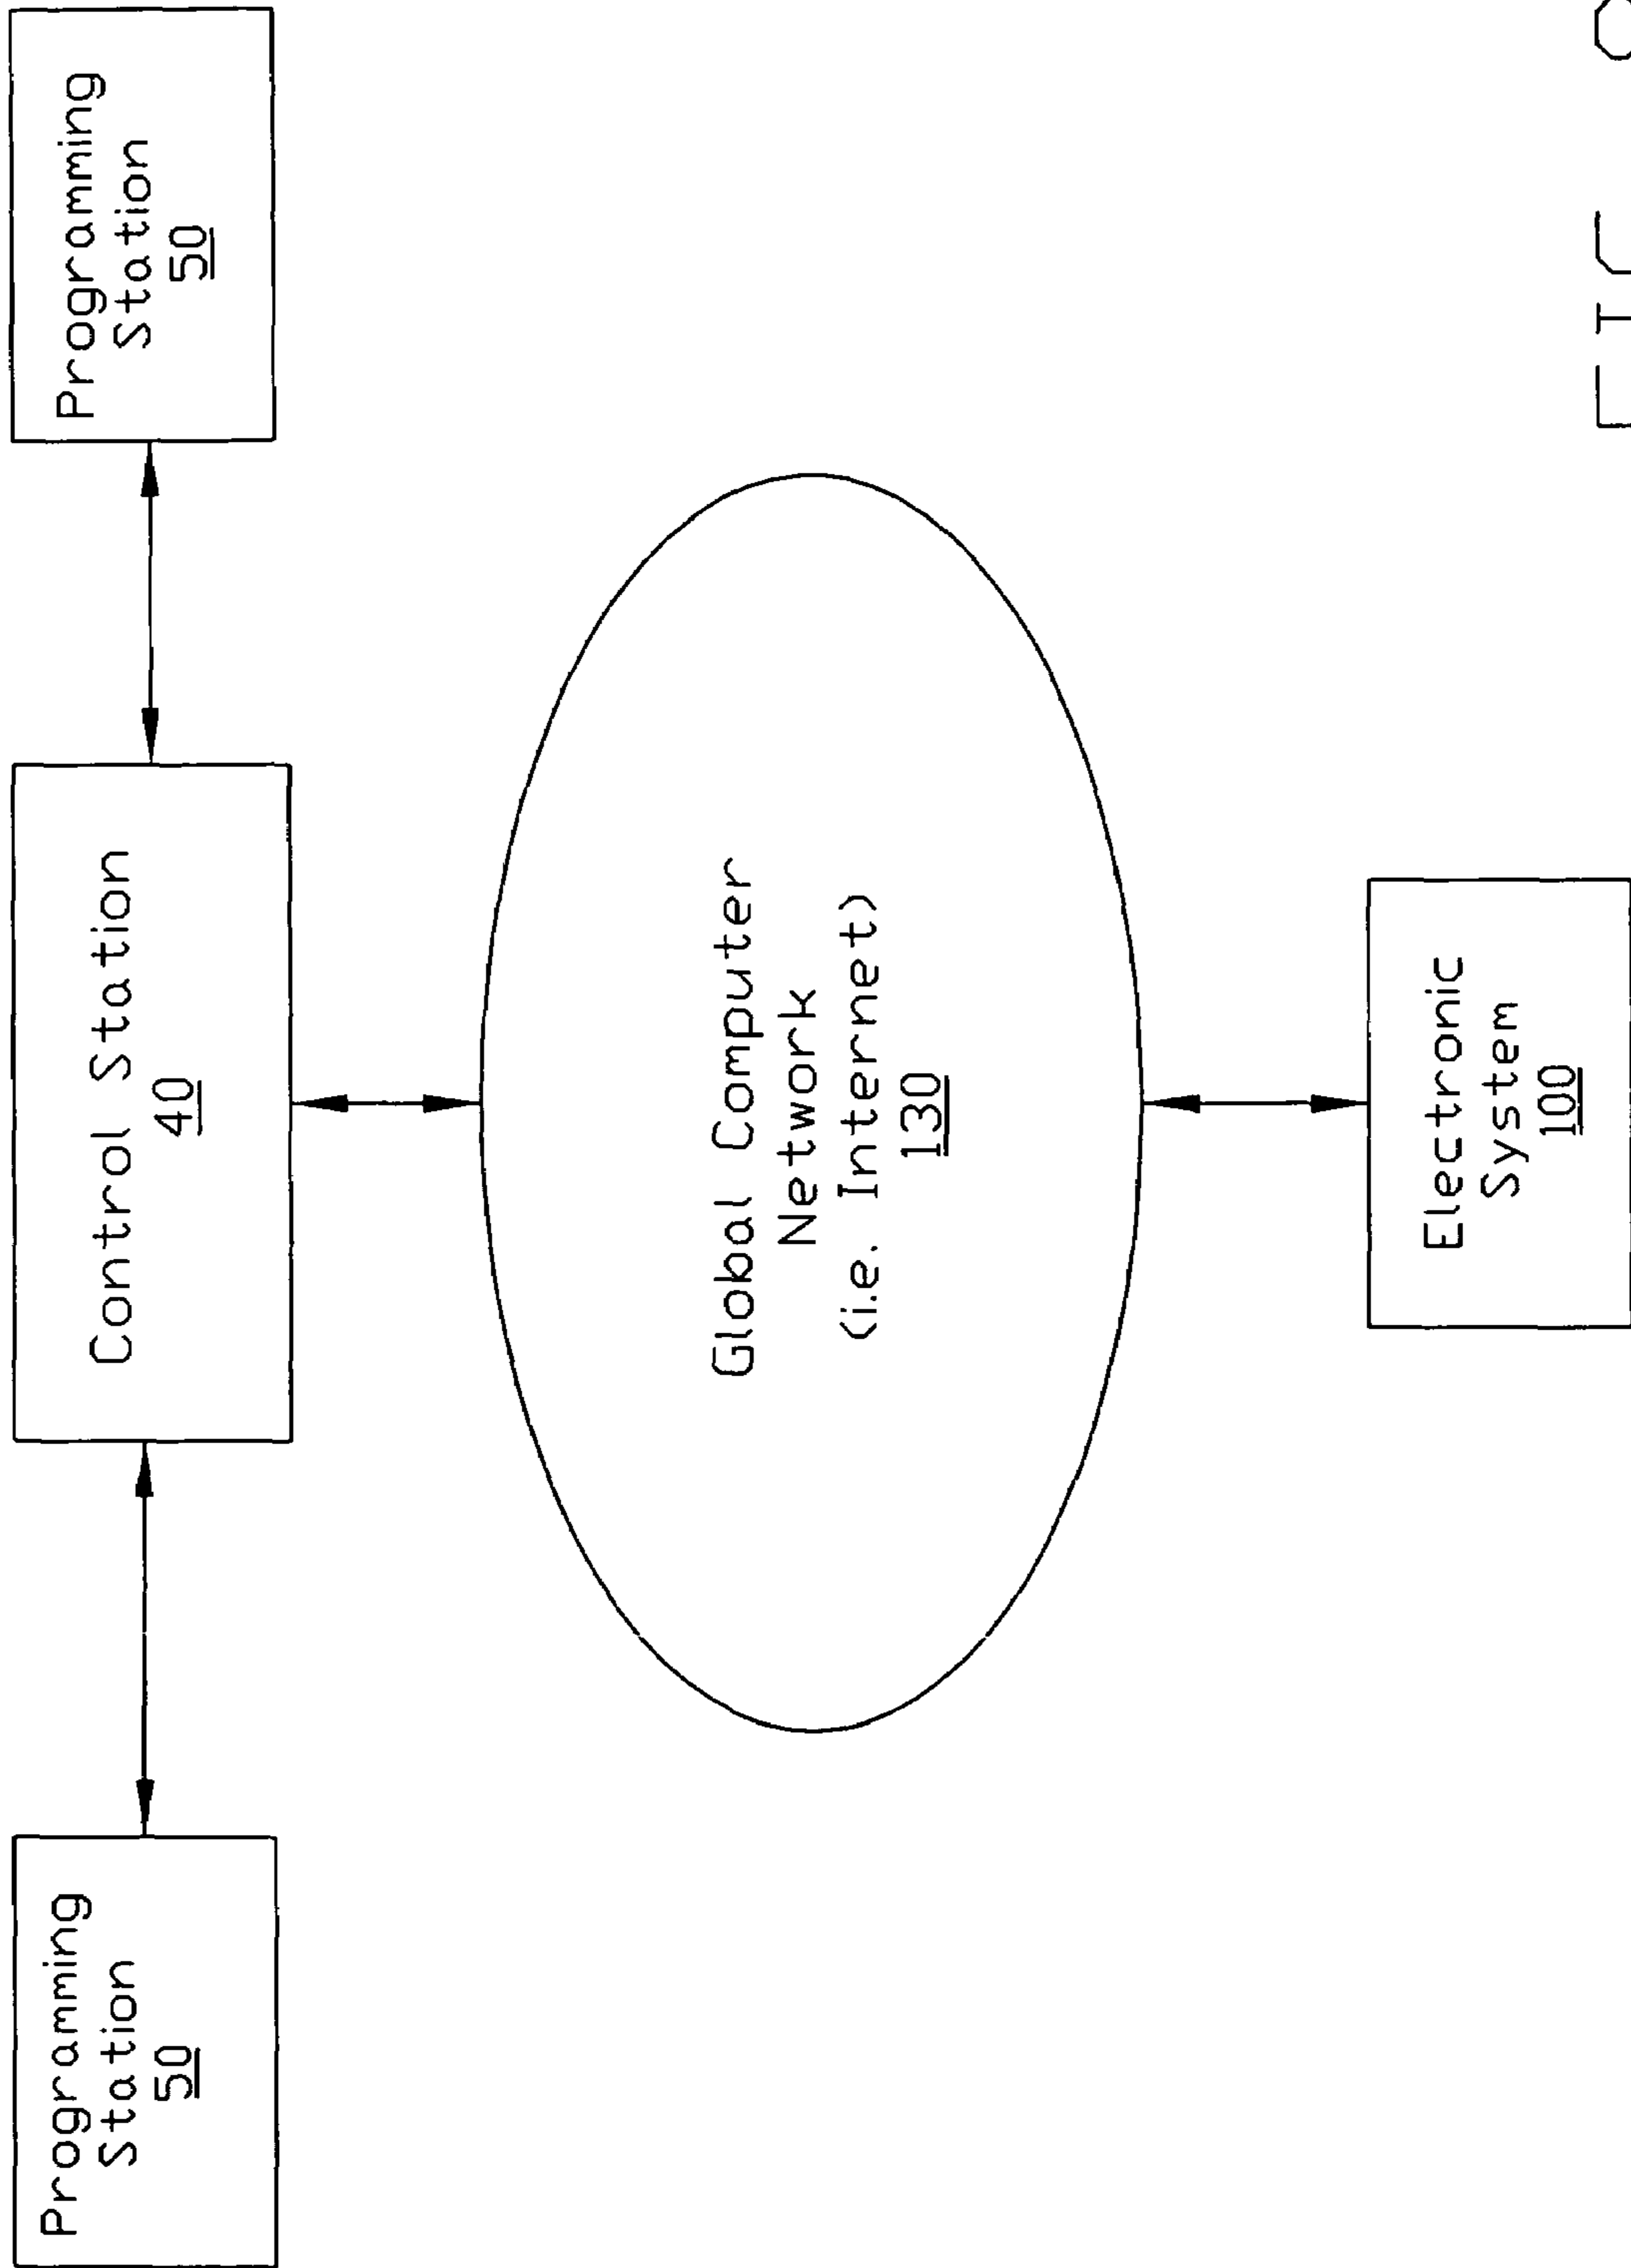 Programming
Station
50
Control Station
40
Programming
Station
50
Global Computer
Network
(i.e. Internet)
130
Electronic
System
100